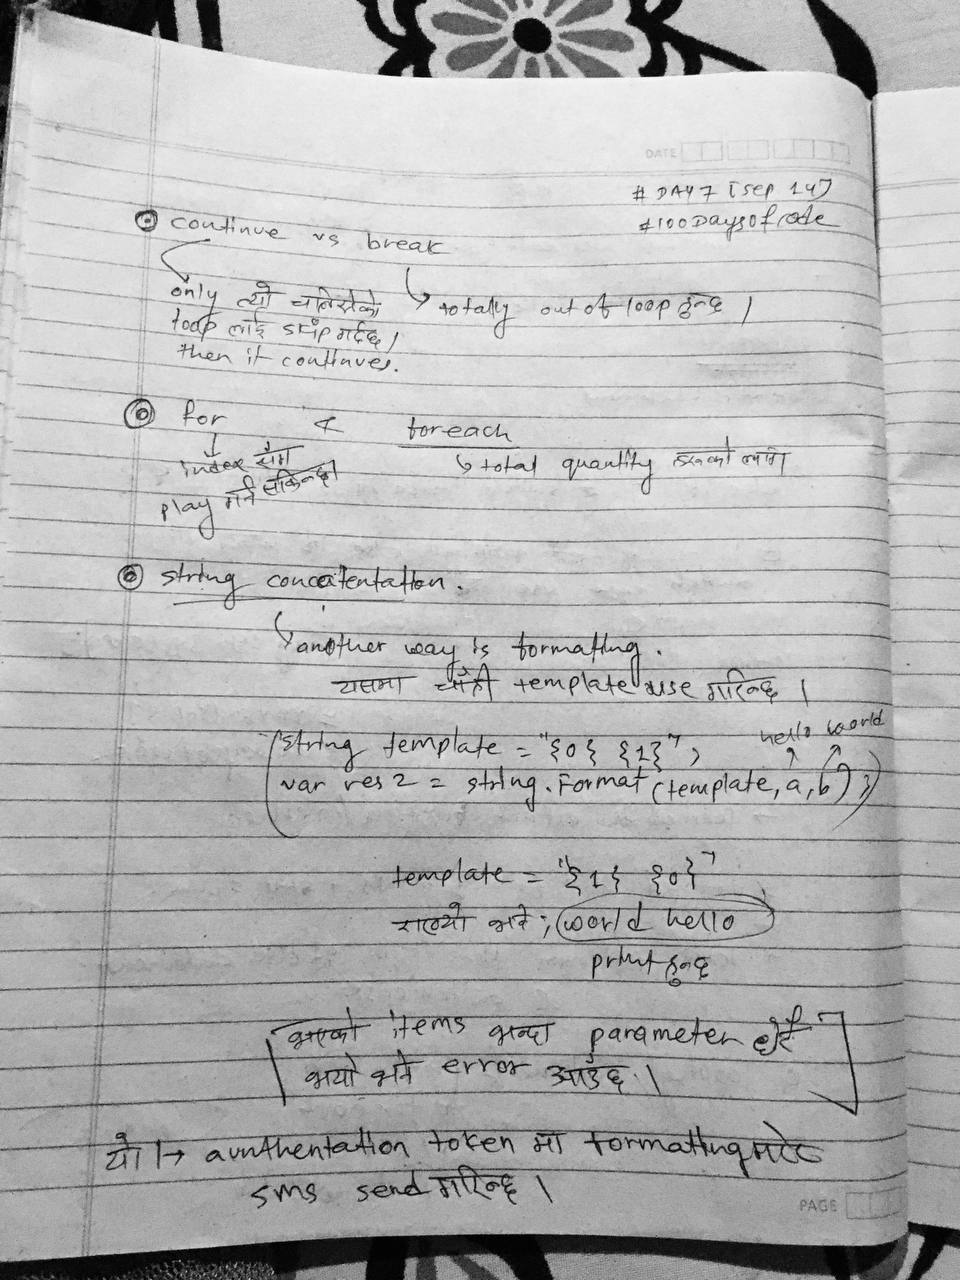 DATE
# DAY 7 [sep 14]
#100DaysOfcode
continue vs break
only त्यो चलिरहेको
totally out of loop हुन्छ |
loop लाई skip गर्दछ |
then it continues.
for & foreach
index सँग
total quantity हरुको लागि
play गर्न सकिन्छ |
string concatentation.
another way is formatting.
यसमा चाँही template use गरिन्छ |
hello world
string template = "{0} {1}";
var res2 = string.Format(template, a, b);
template = "{1} {0}"
राख्यो भने ; world hello
print हुन्छ
भएको items भन्दा parameter धेरै
भयो भने error आउँछ |
यो |→ aunthentation token मा formatting गरेर
sms send गरिन्छ |
PAGE